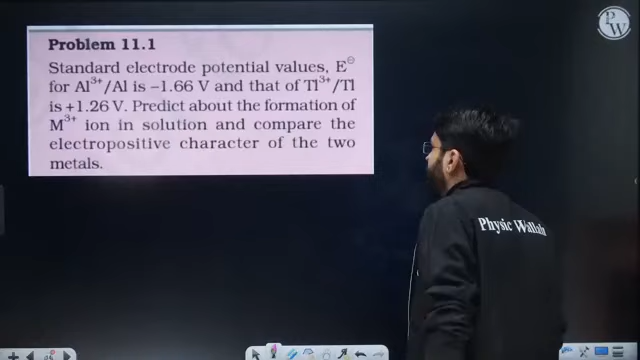 Problem 11.1
Standard electrode potential values, E⊖
for Al³⁺/Al is –1.66 V and that of Tl³⁺/Tl
is +1.26 V. Predict about the formation of
M³⁺ ion in solution and compare the
electropositive character of the two
metals.
P
W
Physic Wallah